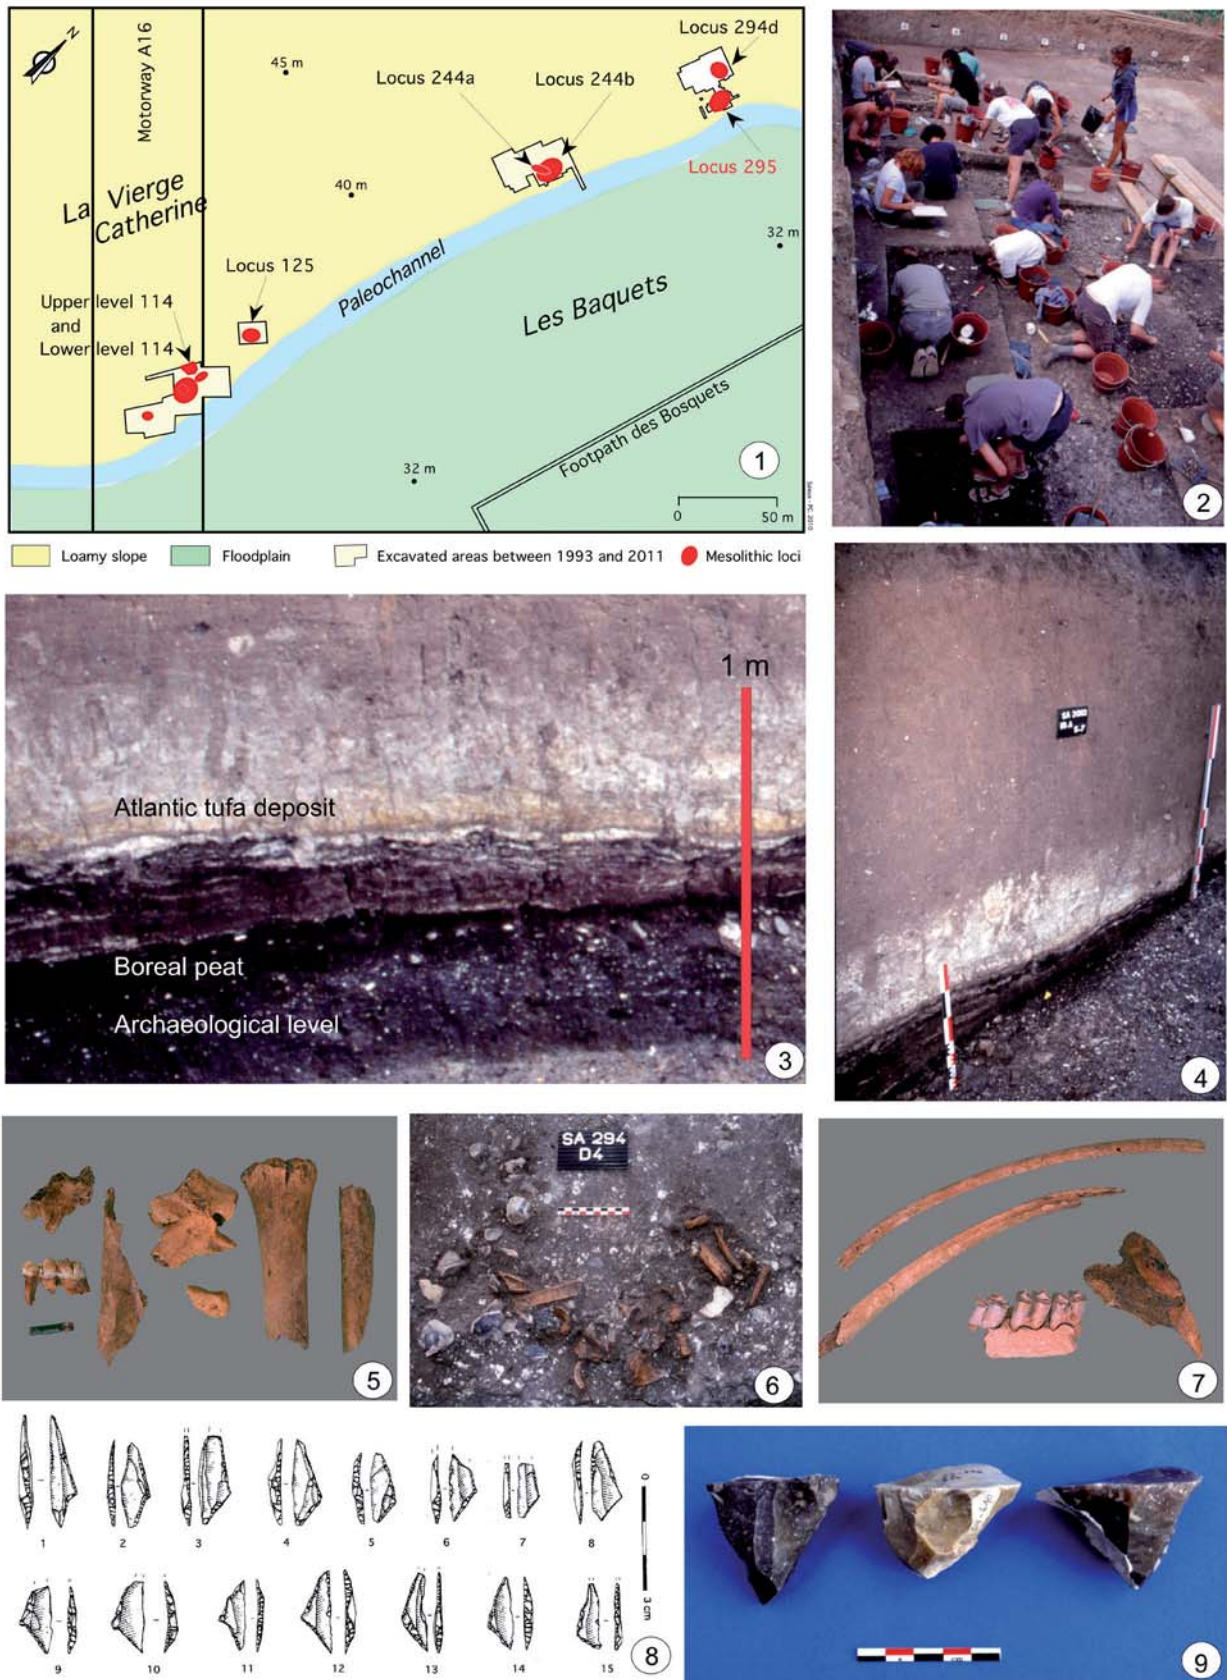 N
Motorway A16
45 m
Locus 244a
Locus 244b
Locus 294d
Locus 295
La Vierge
Catherine
40 m
Locus 125
Upper level 114
and
Lower level 114
Paleochannel
Les Baquets
32 m
32 m
Footpath des Bosquets
0 50 m
1
2
Loamy slope
Floodplain
Excavated areas between 1993 and 2011
Mesolithic loci
1 m
Atlantic tufa deposit
Boreal peat
Archaeological level
3
4
5
SA 294
D4
6
7
1 2 3 4 5 6 7 8
9 10 11 12 13 14 15
0
3 cm
8
9